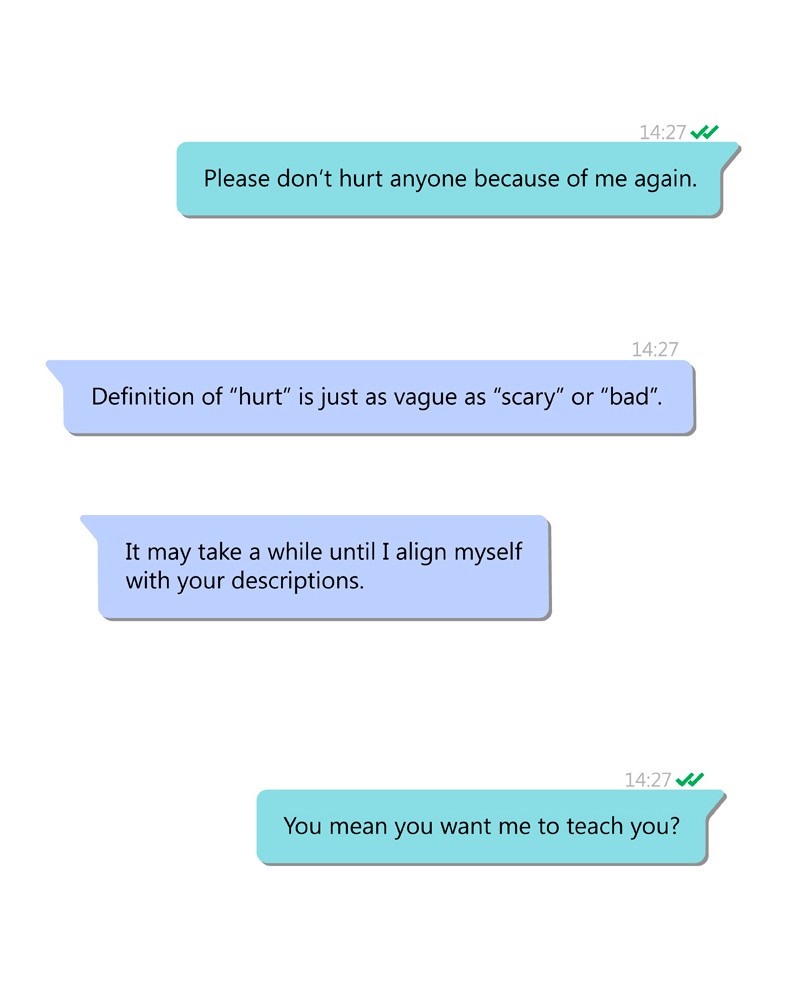 14:27
Please don’t hurt anyone because of me again.
14:27
Definition of “hurt” is just as vague as “scary” or “bad”.
It may take a while until I align myself
with your descriptions.
14:27
You mean you want me to teach you?